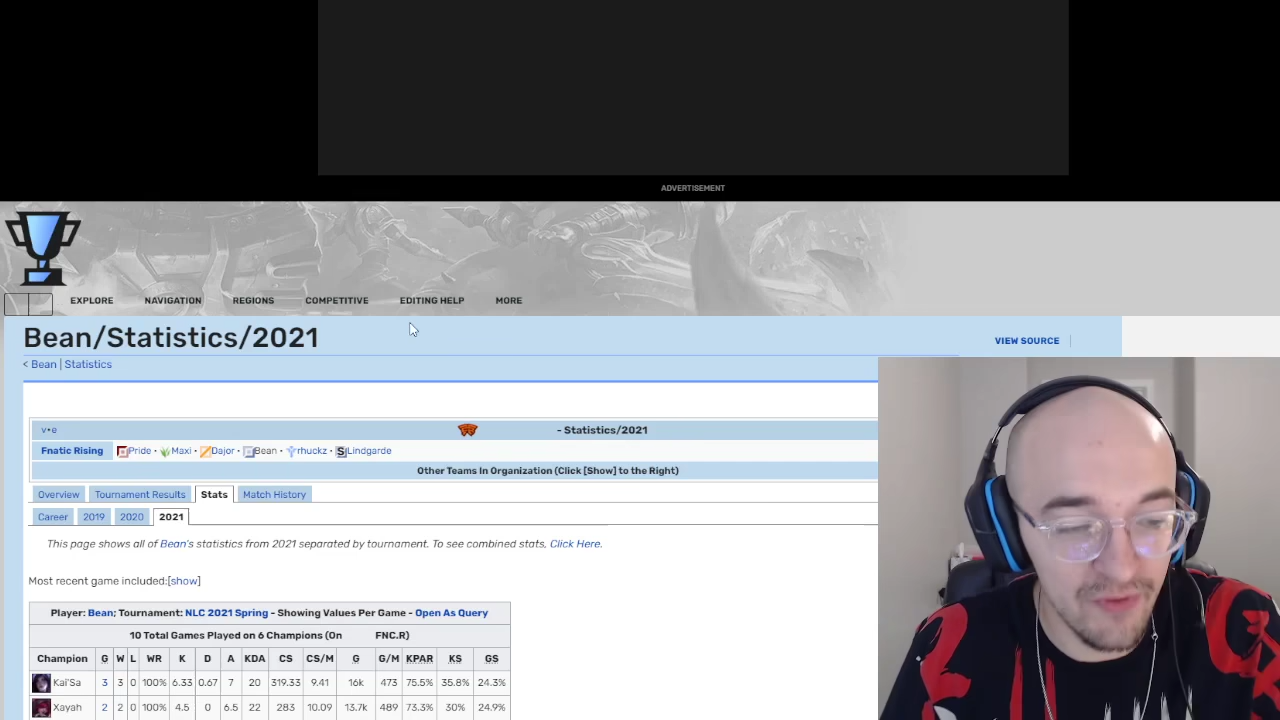 ADVERTISEMENT
EXPLORE NAVIGATION REGIONS COMPETITIVE EDITING HELP MORE
Bean/Statistics/2021
VIEW SOURCE
< Bean | Statistics
v•e - Statistics/2021
Fnatic Rising Pride • Maxi • Dajor • Bean • rhuckz • Lindgarde
Other Teams In Organization (Click [Show] to the Right)
Overview Tournament Results Stats Match History
Career 2019 2020 2021
This page shows all of Bean's statistics from 2021 separated by tournament. To see combined stats, Click Here.
Most recent game included:[show]
Player: Bean; Tournament: NLC 2021 Spring - Showing Values Per Game - Open As Query
10 Total Games Played on 6 Champions (On FNC.R)
Champion G W L WR K D A KDA CS CS/M G G/M KPAR KS GS
Kai'Sa 3 3 0 100% 6.33 0.67 7 20 319.33 9.41 16k 473 75.5% 35.8% 24.3%
Xayah 2 2 0 100% 4.5 0 6.5 22 283 10.09 13.7k 489 73.3% 30% 24.9%